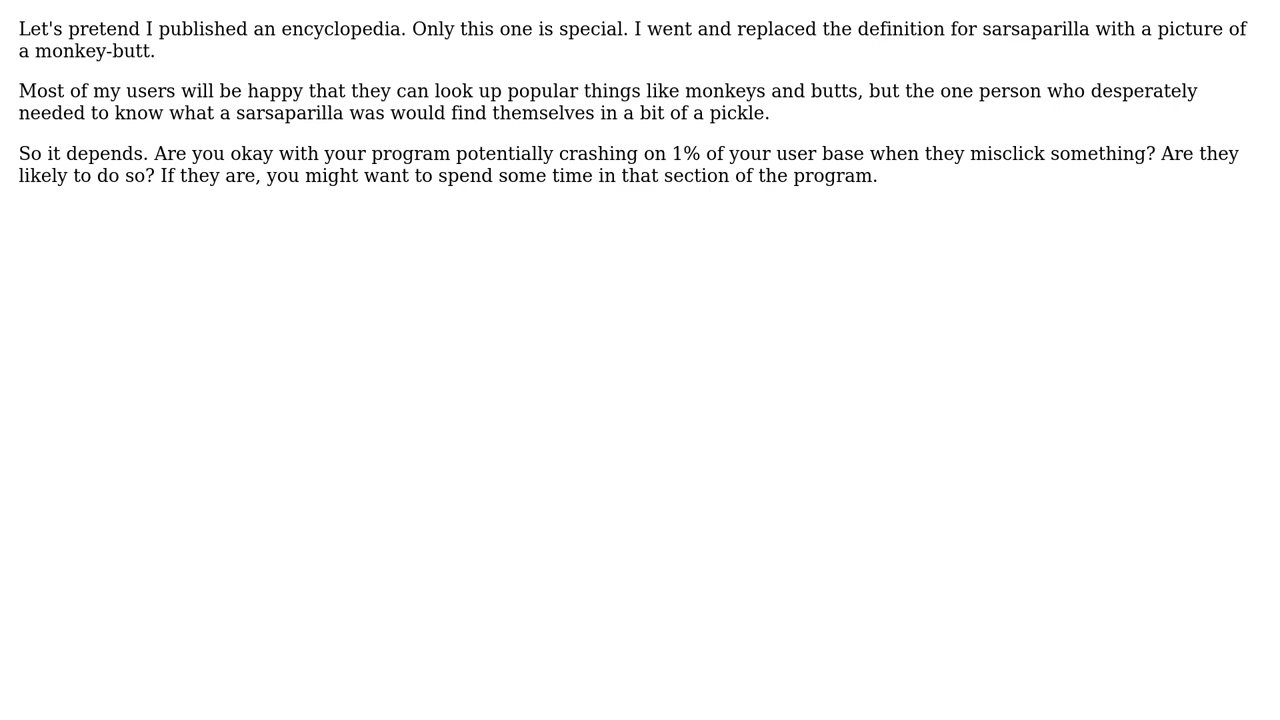 Let's pretend I published an encyclopedia. Only this one is special. I went and replaced the definition for sarsaparilla with a picture of
a monkey-butt.
Most of my users will be happy that they can look up popular things like monkeys and butts, but the one person who desperately
needed to know what a sarsaparilla was would find themselves in a bit of a pickle.
So it depends. Are you okay with your program potentially crashing on 1% of your user base when they misclick something? Are they
likely to do so? If they are, you might want to spend some time in that section of the program.